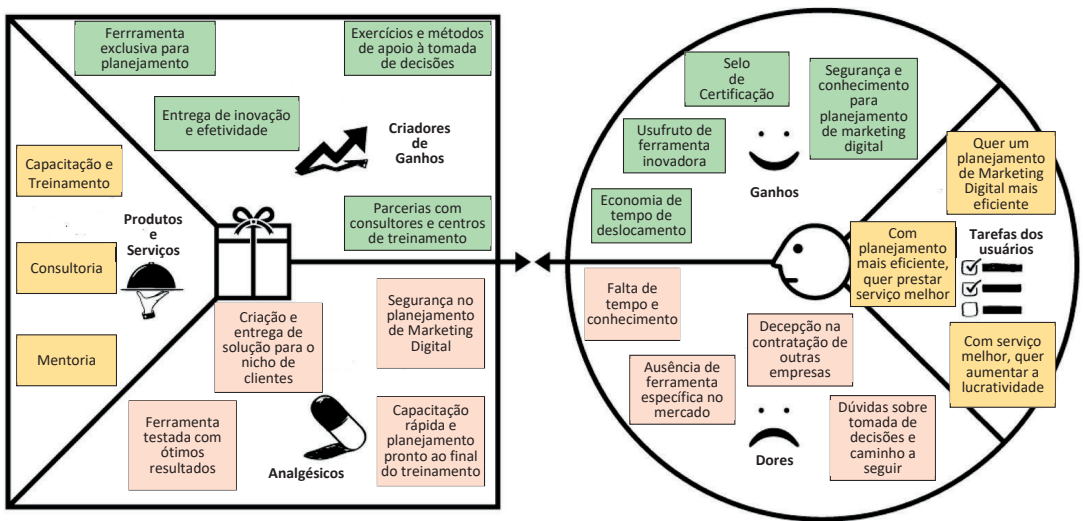 Ferrramenta
exclusiva para
planejamento
Exercícios e métodos
de apoio à tomada
de decisões
Entrega de inovação
e efetividade
Criadores
de
Ganhos
Parcerias com
consultores e centros
de treinamento
Capacitação e
Treinamento
Produtos
e
Serviços
Consultoria
Mentoria
Criação e
entrega de
solução para o
nicho de
clientes
Segurança no
planejamento
de Marketing
Digital
Ferramenta
testada com
ótimos
resultados
Analgésicos
Capacitação
rápida e
planejamento
pronto ao final
do treinamento
Selo
de
Certificação
Segurança e
conhecimento
para
planejamento
de marketing
digital
Usufruto de
ferramenta
inovadora
Ganhos
Economia de
tempo de
deslocamento
Quer um
planejamento
de Marketing
Digital mais
eficiente
Com
planejamento
mais eficiente,
quer prestar
serviço melhor
Tarefas dos
usuários
Com serviço
melhor, quer
aumentar a
lucratividade
Falta de
tempo e
conhecimento
Decepção na
contratação de
outras
empresas
Ausência de
ferramenta
específica no
mercado
Dores
Dúvidas sobre
tomada de
decisões e
caminho a
seguir